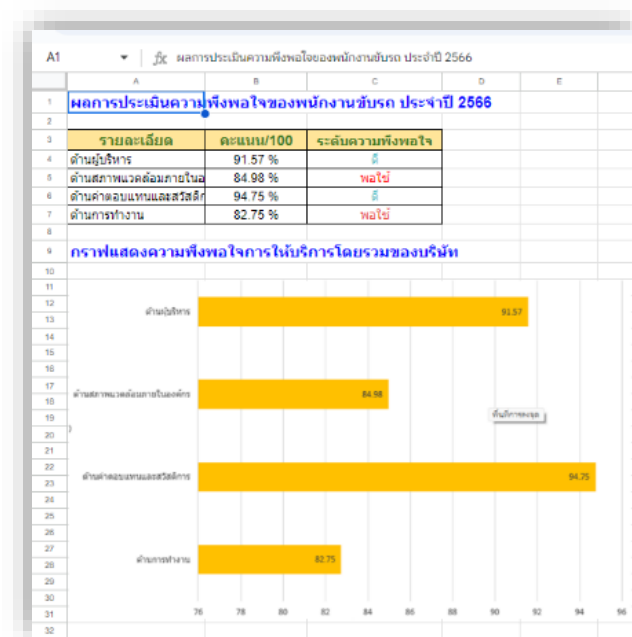 A1 fx ผลการประเมินความพึงพอใจของพนักงานขับรถ ประจำปี 2566
A B C D E
1 ผลการประเมินความพึงพอใจของพนักงานขับรถ ประจำปี 2566
2
3 รายละเอียด คะแนน/100 ระดับความพึงพอใจ
4 ด้านผู้บริหาร 91.57 % ดี
5 ด้านสภาพแวดล้อมภายในอ 84.98 % พอใช้
6 ด้านค่าตอบแทนและสวัสดิก 94.75 % ดี
7 ด้านการทำงาน 82.75 % พอใช้
8
9 กราฟแสดงความพึงพอใจการให้บริการโดยรวมของบริษัท
10
11
12
13
14
15
16
17
18
19
20
21
22
23
24
25
26
27
28
29
30
31
32
ด้านผู้บริหาร 91.57
ด้านสภาพแวดล้อมภายในองค์กร 84.98
พื้นที่การลงจุด
ด้านค่าตอบแทนและสวัสดิการ 94.75
ด้านการทำงาน 82.75
76 78 80 82 84 86 88 90 92 94 96